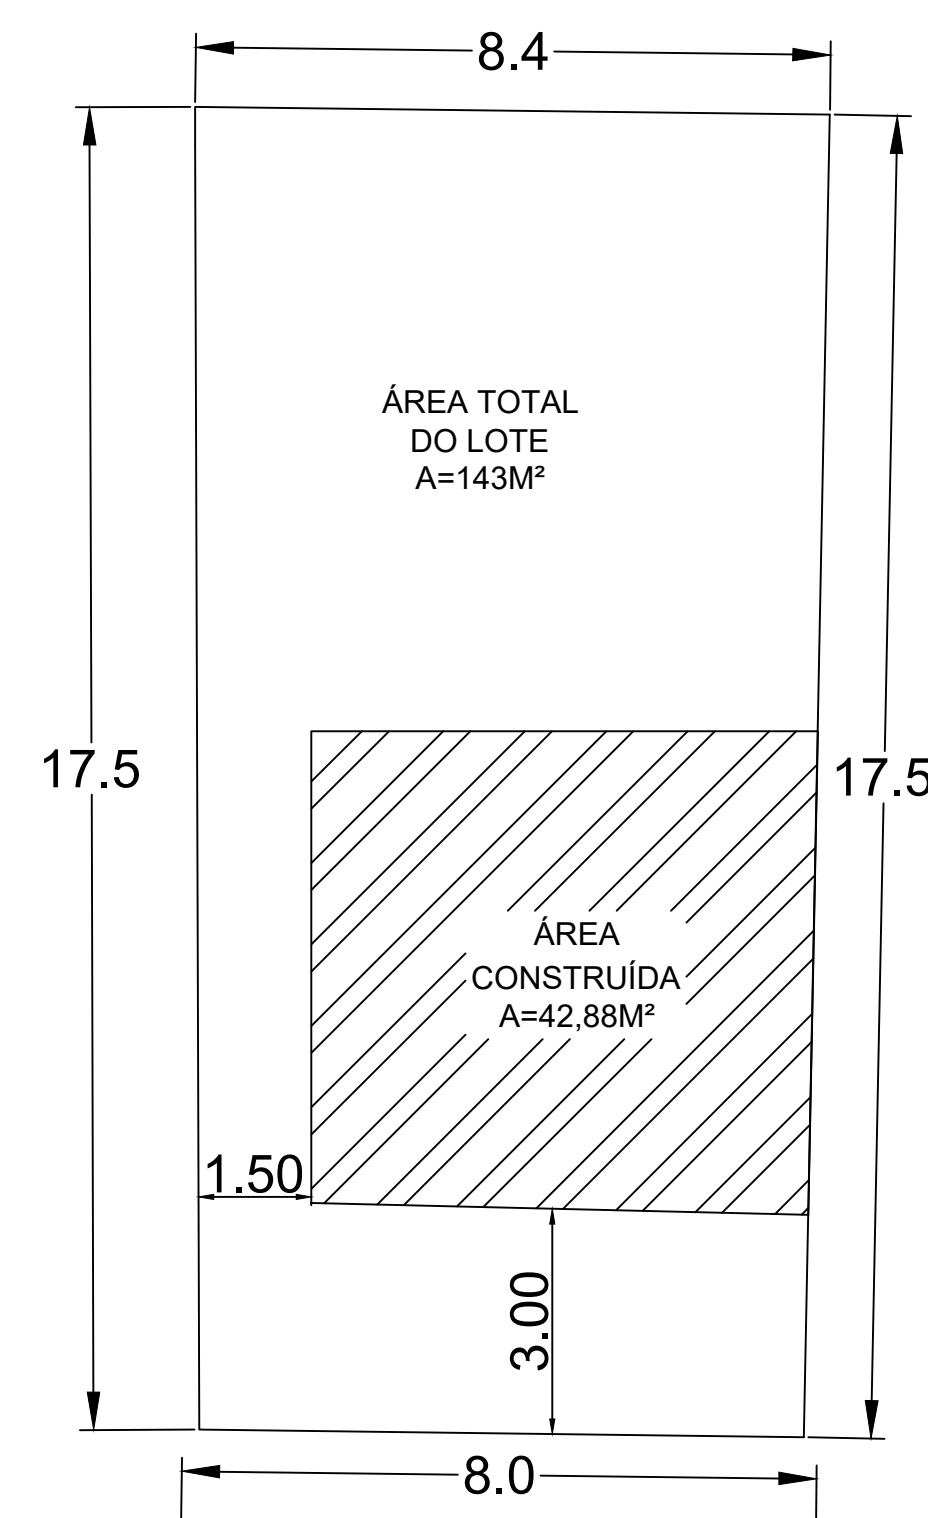 8.4
ÁREA TOTAL
DO LOTE
A=143M²
17.5
17.5
ÁREA
CONSTRUÍDA
A=42,88M²
1.50
3.00
8.0